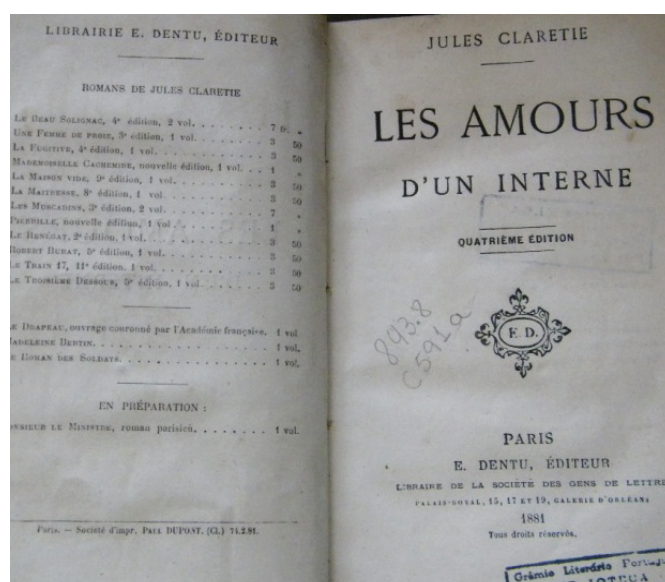 LIBRAIRIE E. DENTU, ÉDITEUR
ROMANS DE JULES CLARETIE
LE BEAU SOLIGNAC, 4e édition, 2 vol. . . . . . . . 7 fr. »
UNE FEMME DE PROIE, 3e édition, 1 vol. . . . . . . 3 50
LA FUGITIVE, 4e édition, 1 vol. . . . . . . . . 3 50
MADEMOISELLE CACHEMIRE, nouvelle édition, 1 vol. . . 1 »
LA MAISON VIDE, 9e édition, 1 vol. . . . . . . . 3 50
LA MAITRESSE, 8e édition, 1 vol. . . . . . . . . 3 50
LES MUSCADINS, 3e édition, 2 vol. . . . . . . . 7 »
nouvelle édition, 1 vol. . . . . . . . . 1 »
LE RENÉGAT, 2e édition, 1 vol. . . . . . . . . 3 50
ROBERT BURAT, 5e édition, 1 vol. . . . . . . . . 3 50
LE TRAIN 17, 11e édition, 1 vol. . . . . . . . . 3 50
LE TROISIÈME DESSOUS, 5e édition, 1 vol. . . . . . 3 50
LE DRAPEAU, ouvrage couronné par l'Académie française. 1 vol.
MADELEINE BERTIN. . . . . . . . . . . . . . 1 vol.
DES SOLDATS. . . . . . . . . . . . 1 vol.
EN PRÉPARATION :
MONSIEUR LE MINISTRE, roman parisien. . . . . . . . 1 vol.
Paris. — Société d'impr. PAUL DUPONT. (CL.) 74.2.81.
JULES CLARETIE
LES AMOURS
D'UN INTERNE
QUATRIÈME ÉDITION
843.8
C591a
E.D.
PARIS
E. DENTU, ÉDITEUR
LIBRAIRE DE LA SOCIÉTÉ DES GENS DE LETTRE
PALAIS-ROYAL, 15, 17 ET 19, GALERIE D'ORLÉANS
1881
Tous droits réservés.
Grémio Literário Portug